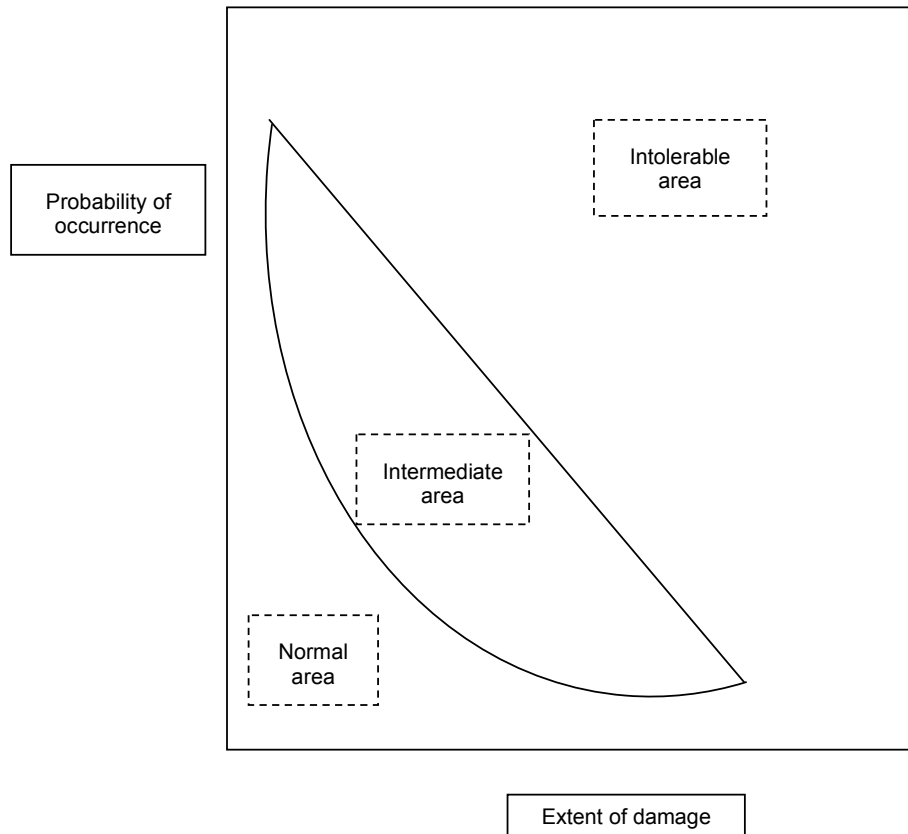 Intolerable
area
Probability of
occurrence
Intermediate
area
Normal
area
Extent of damage